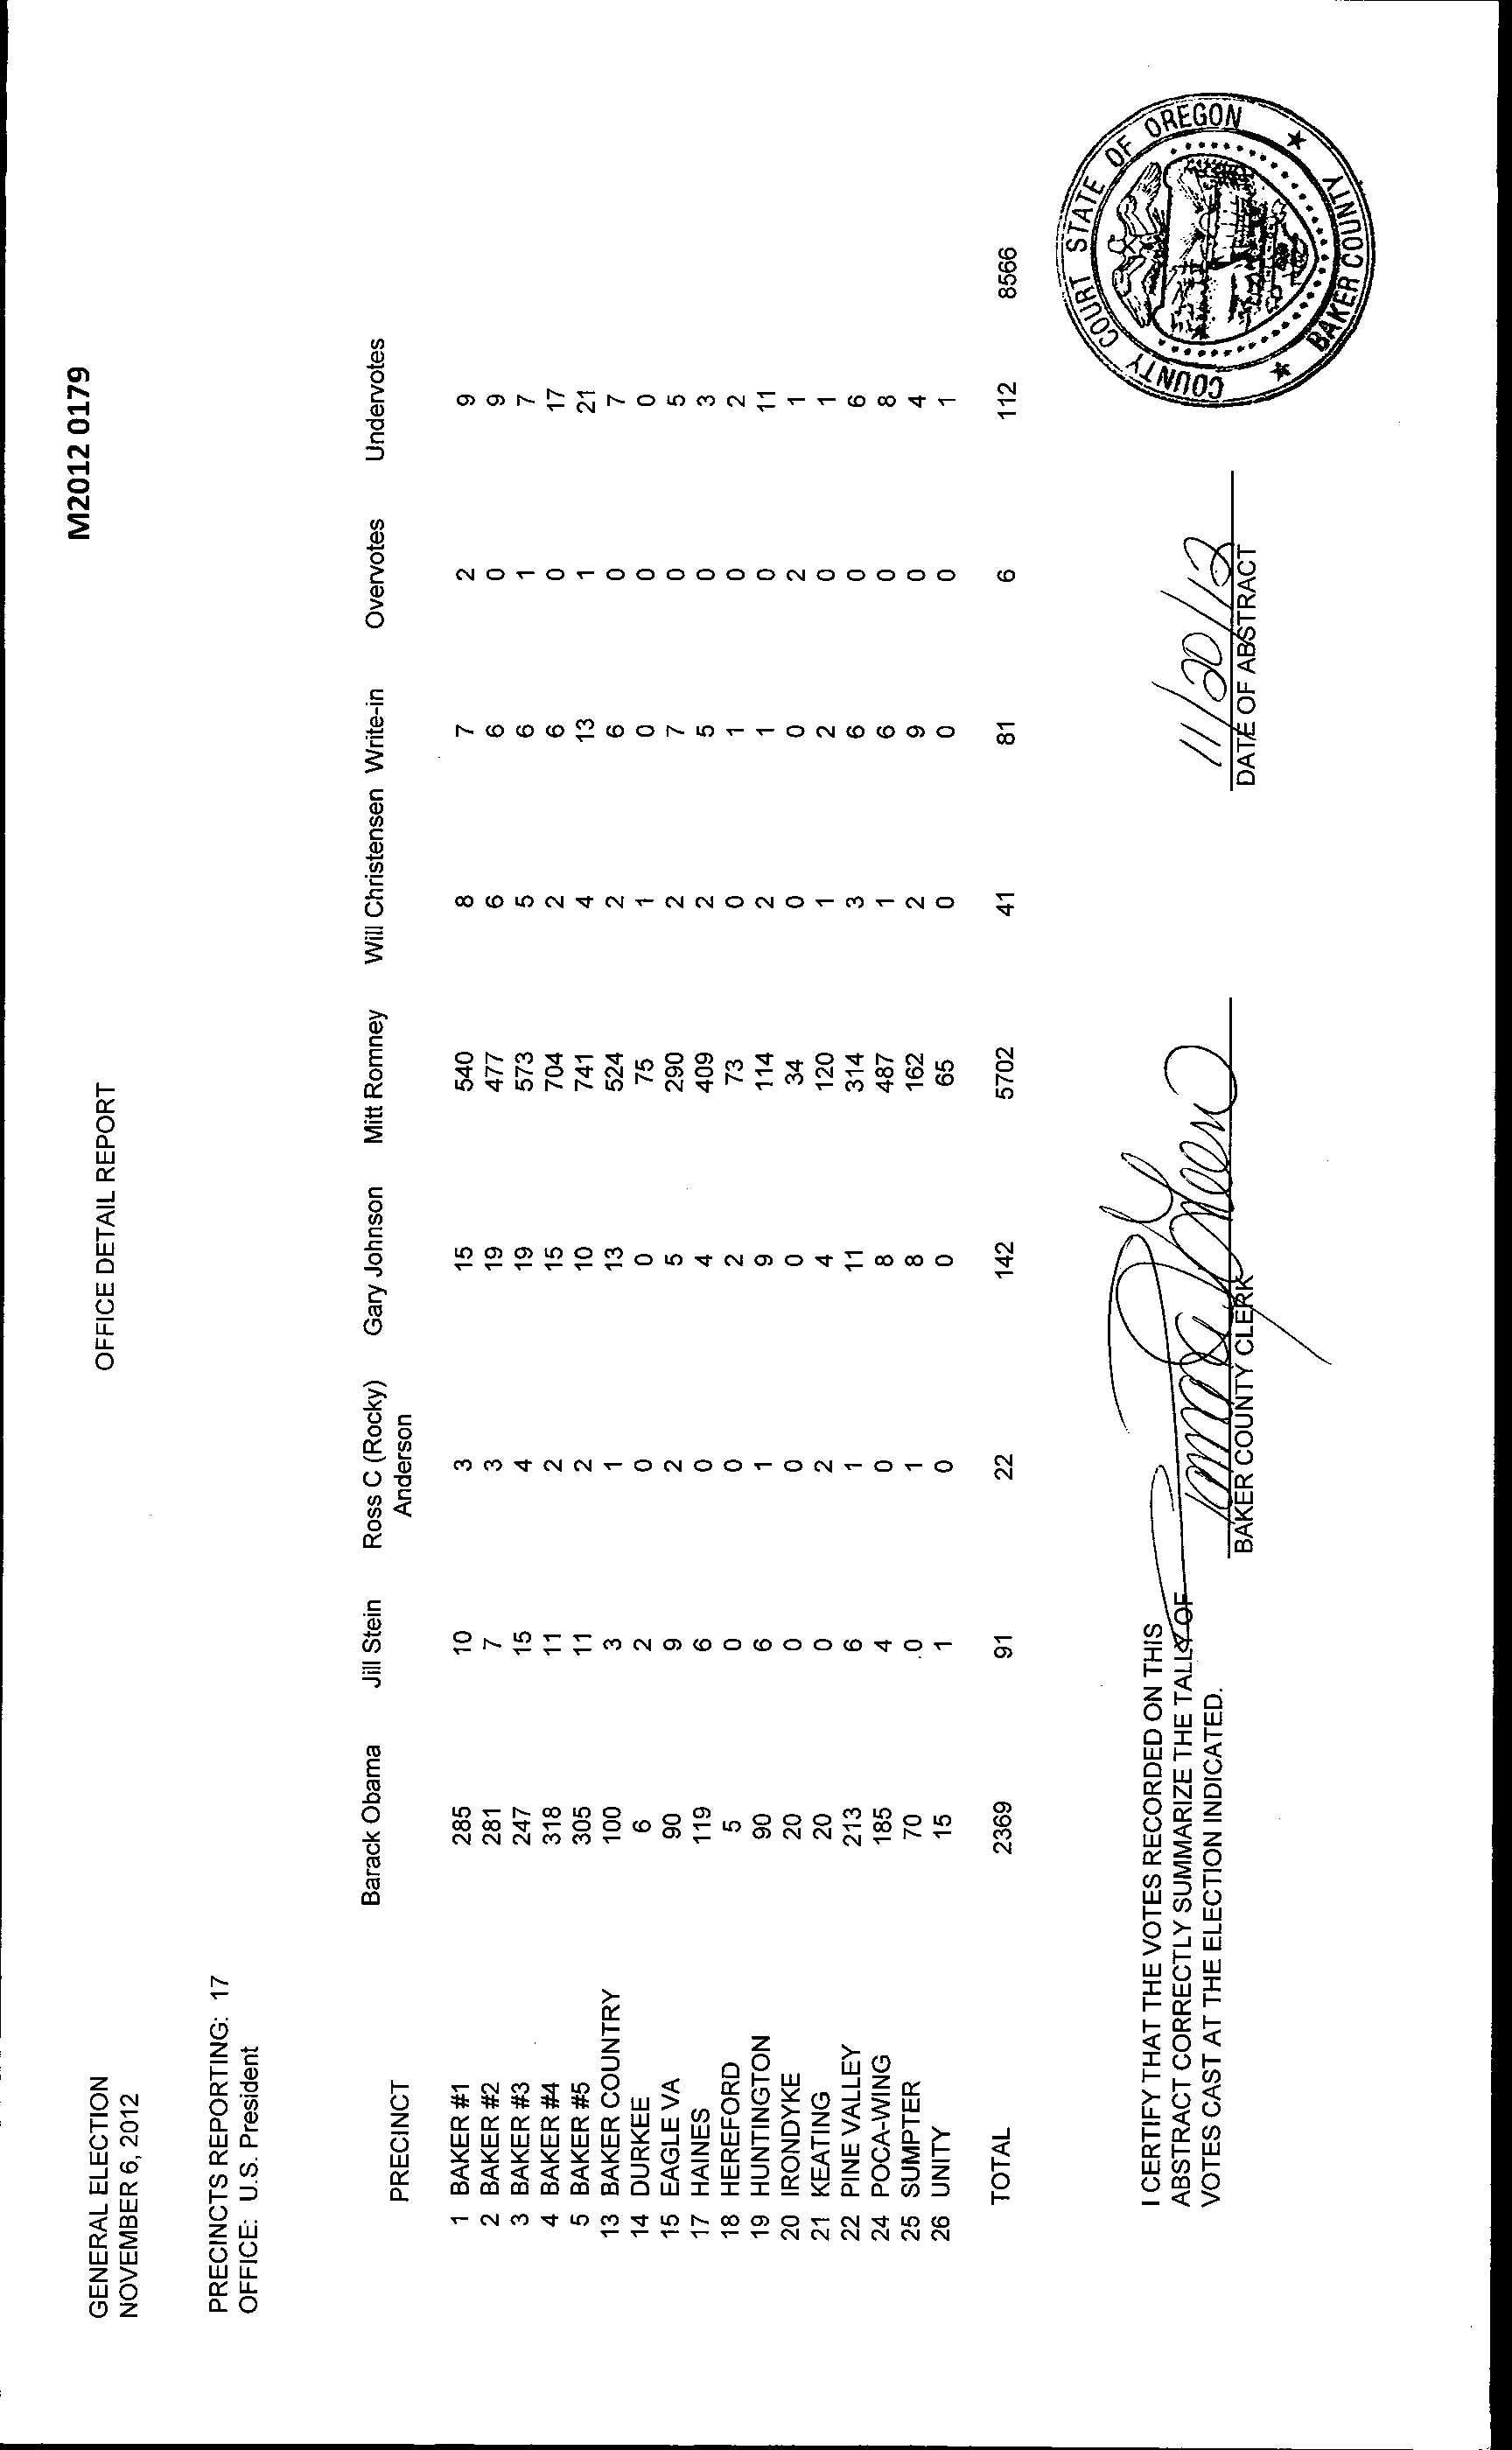 M2012 0179
GENERAL ELECTION OFFICE DETAIL REPORT
NOVEMBER 6, 2012
PRECINCTS REPORTING: 17
OFFICE: U.S. President
PRECINCT Barack Obama Jill Stein Ross C (Rocky) Anderson Gary Johnson Mitt Romney Will Christensen Write-in Overvotes Undervotes
1 BAKER #1 285 10 3 15 540 8 7 2 9
2 BAKER #2 281 7 3 19 477 6 6 0 9
3 BAKER #3 247 15 4 19 573 5 6 1 7
4 BAKER #4 318 11 2 15 704 2 6 0 17
5 BAKER #5 305 11 2 10 741 4 13 1 21
13 BAKER COUNTRY 100 3 1 13 524 2 6 0 7
14 DURKEE 6 2 0 0 75 1 0 0 0
15 EAGLE VA 90 9 2 5 290 2 7 0 5
17 HAINES 119 6 0 4 409 2 5 0 3
18 HEREFORD 5 0 0 2 73 0 1 0 2
19 HUNTINGTON 90 6 1 9 114 2 1 0 11
20 IRONDYKE 20 0 0 0 34 0 0 2 1
21 KEATING 20 0 2 4 120 1 2 0 1
22 PINE VALLEY 213 6 1 11 314 3 6 0 6
24 POCA-WING 185 4 0 8 487 1 6 0 8
25 SUMPTER 70 0 1 8 162 2 9 0 4
26 UNITY 15 1 0 0 65 0 0 0 1
TOTAL 2369 91 22 142 5702 41 81 6 112 8566
I CERTIFY THAT THE VOTES RECORDED ON THIS
ABSTRACT CORRECTLY SUMMARIZE THE TALLY OF
VOTES CAST AT THE ELECTION INDICATED.
BAKER COUNTY CLERK
11/20/12
DATE OF ABSTRACT
COUNTY COURT STATE OF OREGON
★ BAKER COUNTY ★